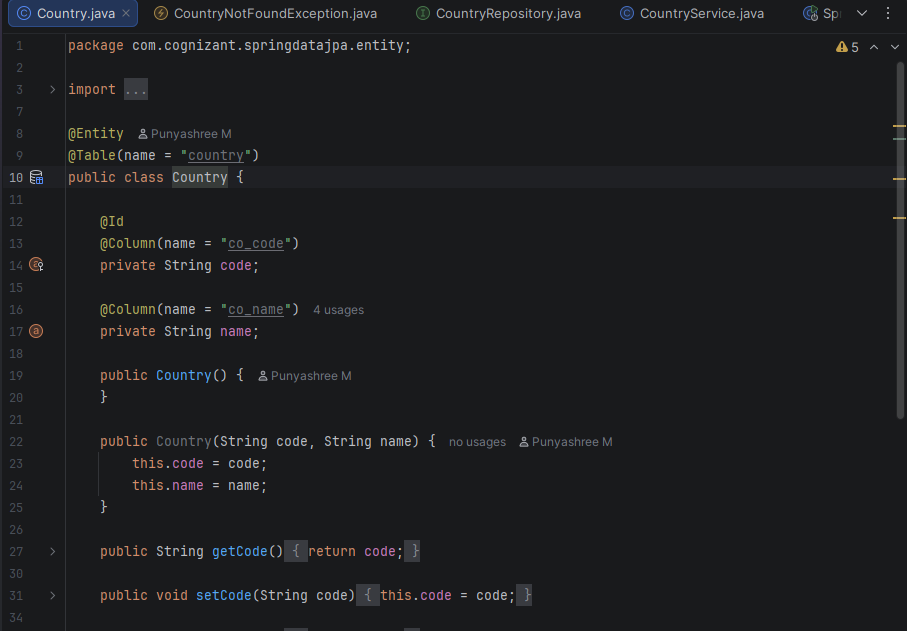 Country.java CountryNotFoundException.java CountryRepository.java CountryService.java Sp
1 package com.cognizant.springdatajpa.entity; 5
2
3 import ...
7
8 @Entity Punyashree M
9 @Table(name = "country")
10 public class Country {
11
12 @Id
13 @Column(name = "co_code")
14 private String code;
15
16 @Column(name = "co_name") 4 usages
17 private String name;
18
19 public Country() { Punyashree M
20 }
21
22 public Country(String code, String name) { no usages Punyashree M
23 this.code = code;
24 this.name = name;
25 }
26
27 public String getCode() { return code; }
30
31 public void setCode(String code) { this.code = code; }
34